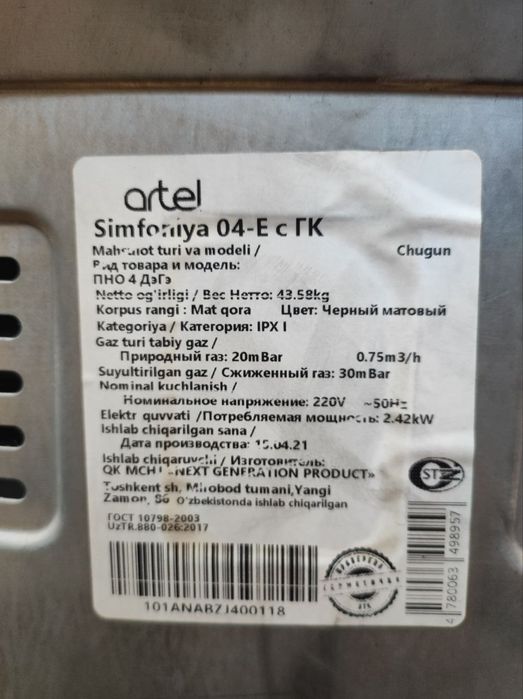 artel
Simfoniya 04-E с ГК
Mahsulot turi va modeli / Chugun
Вид товара и модель:
ПНО 4 ДэГэ
Netto og'irligi / Вес Нетто: 43.58kg
Korpus rangi : Mat qora Цвет: Черный матовый
Kategoriya / Категория: IPX I
Gaz turi tabiy gaz /
Природный газ: 20mBar 0.75m3/h
Suyultirilgan gaz / Сжиженный газ: 30mBar
Nominal kuchlanish /
Номинальное напряжение: 220V ~50Hz
Elektr quvvati /Потребляемая мощность: 2.42kW
Ishlab chiqarilgan sana /
Дата производства: 15.04.21
Ishlab chiqaruvchi / Изготовитель:
QK MCHJ «NEXT GENERATION PRODUCT»
Toshkent sh, Mirobod tumani,Yangi
Zamon, O'zbekistonda ishlab chiqarilgan
ГОСТ 10798-2003
UzTR.880-026:2017
101ANABZJ400118
4 780063 498957
ПРОВЕРЕНО
ОТК